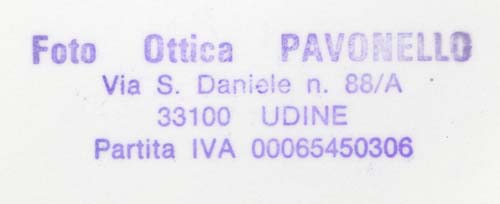 Foto Ottica PAVONELLO
Via S. Daniele n. 88/A
33100 UDINE
Partita IVA 00065450306